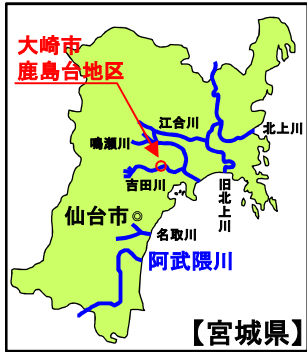 大崎市
鹿島台地区
江合川
北上川
鳴瀬川
吉田川
旧北上川
仙台市◎
名取川
阿武隈川
【宮城県】